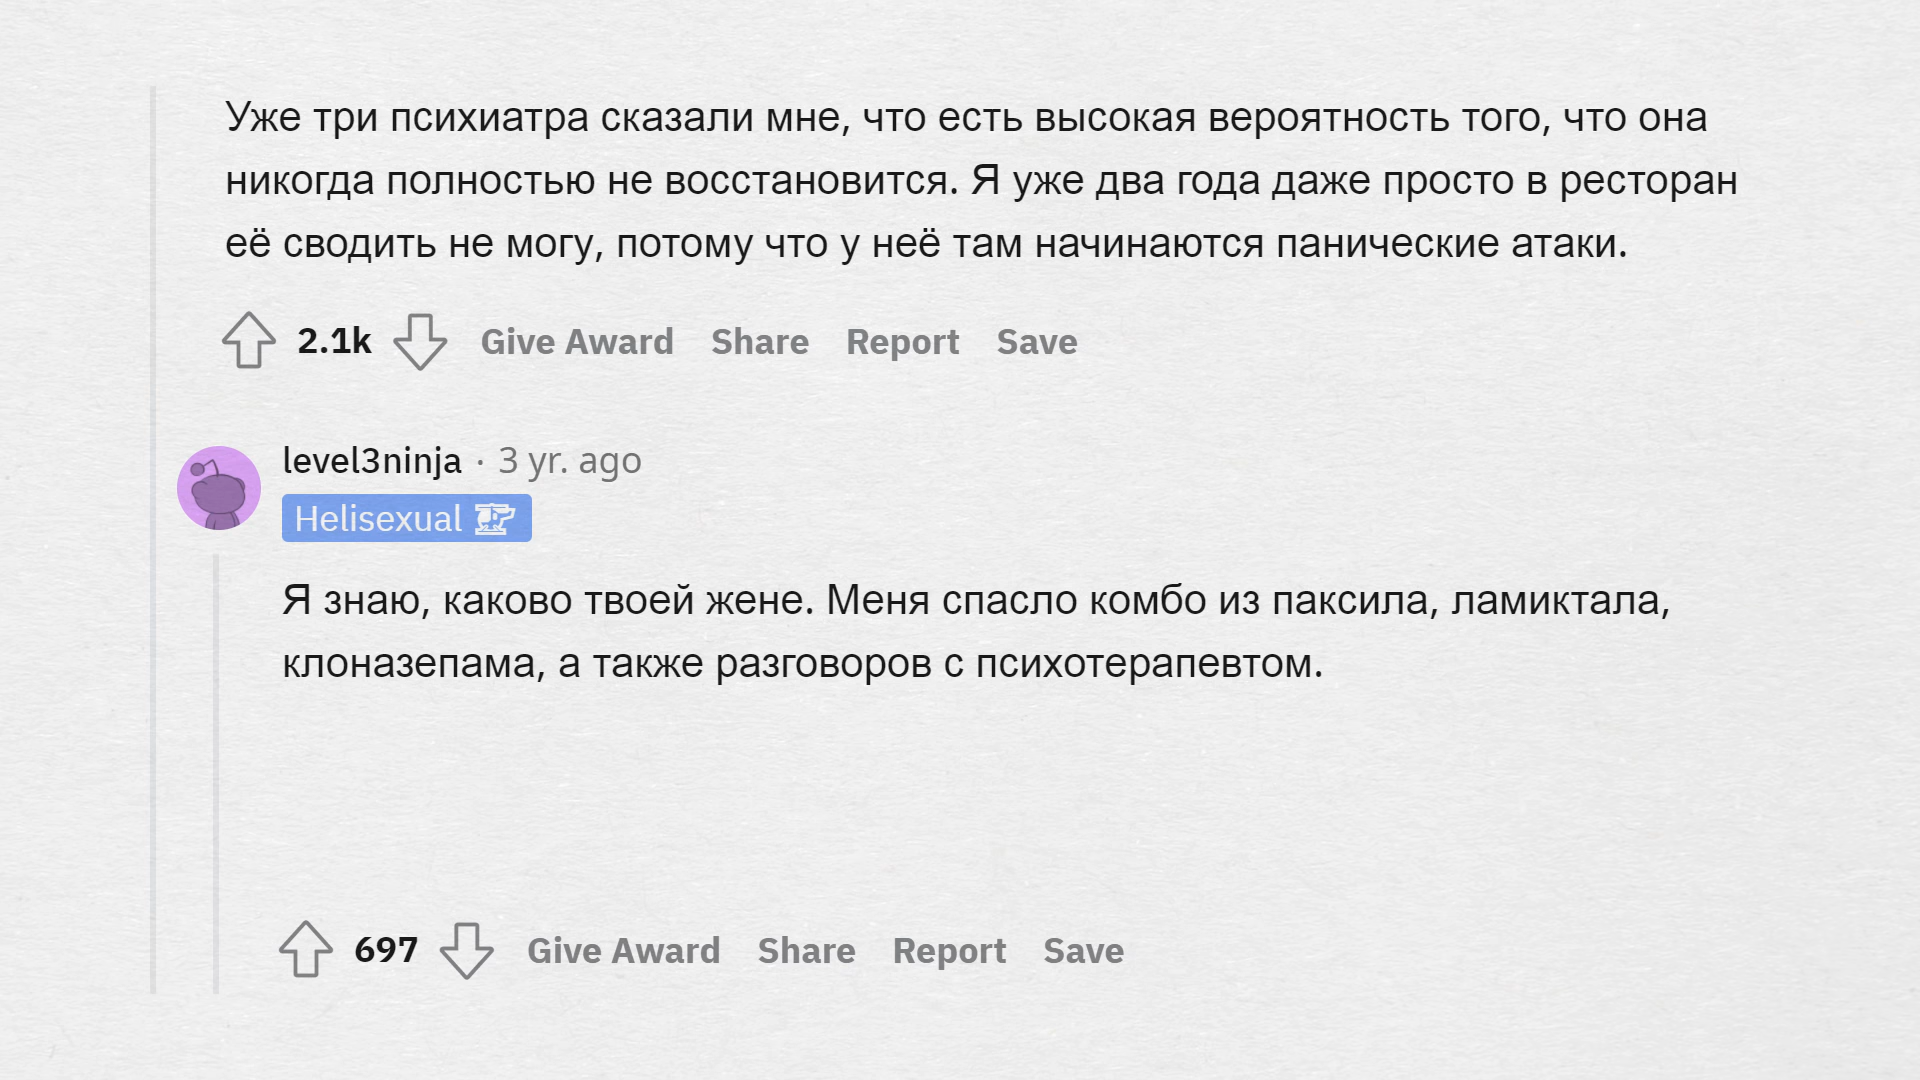 Уже три психиатра сказали мне, что есть высокая вероятность того, что она
никогда полностью не восстановится. Я уже два года даже просто в ресторан
её сводить не могу, потому что у неё там начинаются панические атаки.
2.1k Give Award Share Report Save
level3ninja · 3 yr. ago
Helisexual
Я знаю, каково твоей жене. Меня спасло комбо из паксила, ламиктала,
клоназепама, а также разговоров с психотерапевтом.
697 Give Award Share Report Save